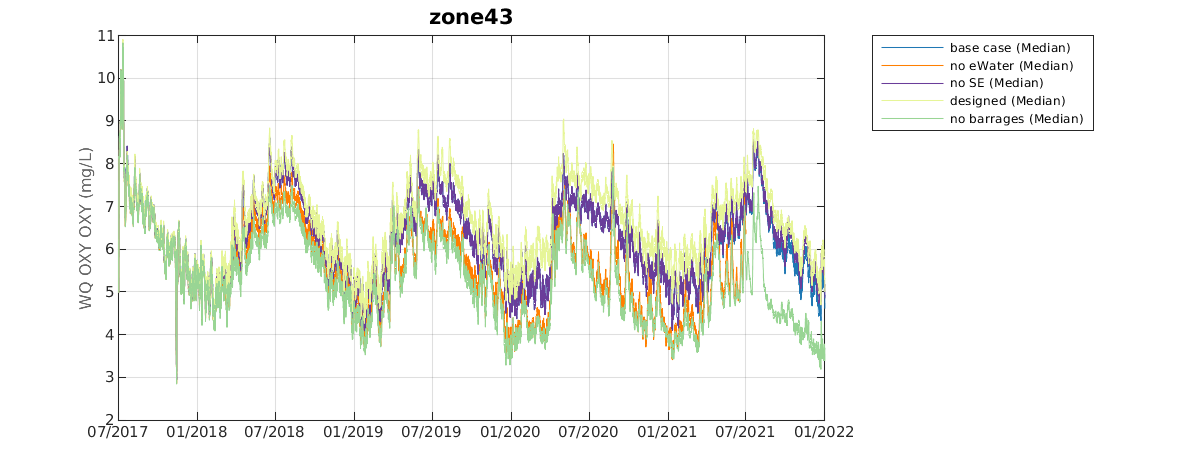 zone43
WQ OXY OXY (mg/L)
11
10
9
8
7
6
5
4
3
2
07/2017 01/2018 07/2018 01/2019 07/2019 01/2020 07/2020 01/2021 07/2021 01/2022
base case (Median)
no eWater (Median)
no SE (Median)
designed (Median)
no barrages (Median)